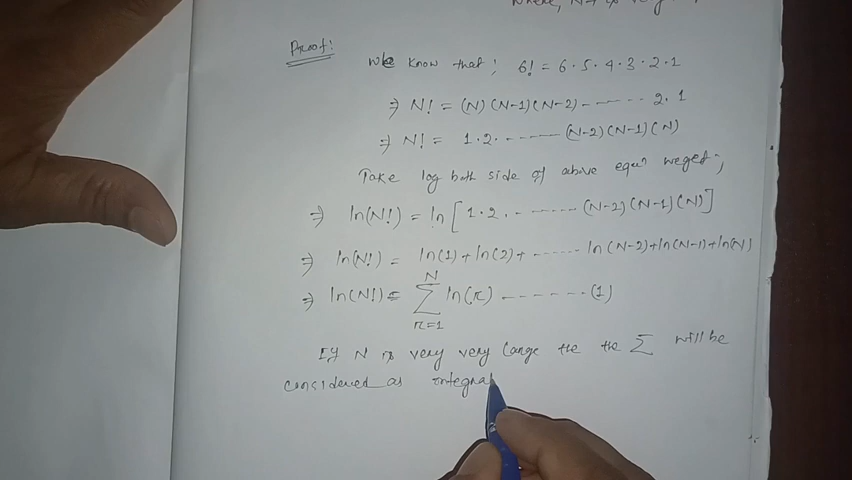 Proof:
We know that; 6! = 6·5·4·3·2·1
⇒ N! = (N)(N-1)(N-2) ------- 2·1
⇒ N! = 1·2· ------- (N-2)(N-1)(N)
Take log both side of above equn weget;
⇒ ln(N!) = ln[1·2· ------- (N-2)(N-1)(N)]
⇒ ln(N!) = ln(1)+ln(2)+ ------ ln(N-2)+ln(N-1)+ln(N)
⇒ ln(N!) = ∑ᴺₙ₌₁ ln(n) -------- (1)
If N is very very large the the ∑ will be
considered as integral